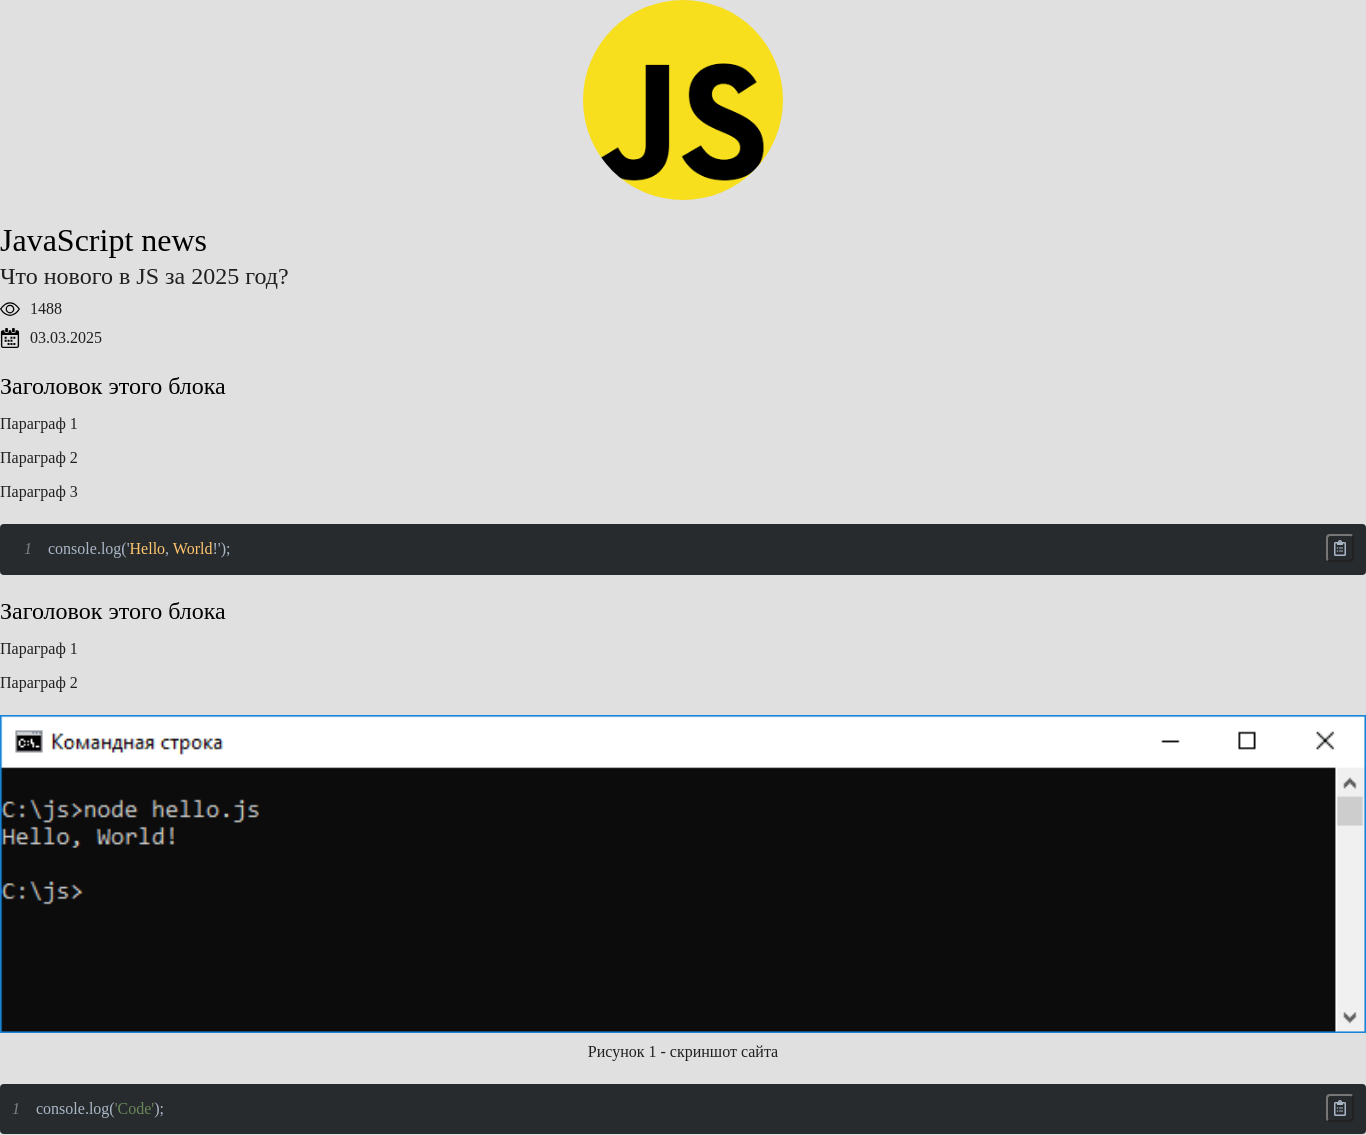 JS
JavaScript news
Что нового в JS за 2025 год?
1488
03.03.2025
Заголовок этого блока
Параграф 1
Параграф 2
Параграф 3
1 console.log('Hello, World!');
Заголовок этого блока
Параграф 1
Параграф 2
C:\. Командная строка
C:\js>node hello.js
Hello, World!
C:\js>
Рисунок 1 - скриншот сайта
1 console.log('Code');